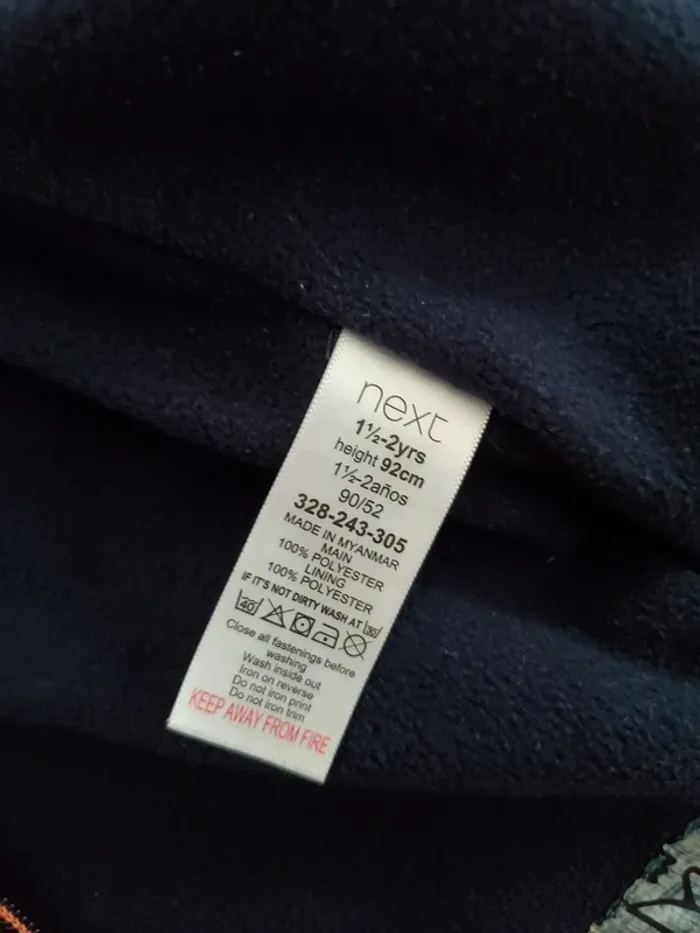 next
1½-2yrs
height 92cm
1½-2años
90/52
328-243-305
MADE IN MYANMAR
MAIN
100% POLYESTER
LINING
100% POLYESTER
IF IT'S NOT DIRTY WASH AT 30
40
Close all fastenings before
washing
Wash inside out
Iron on reverse
Do not iron print
Do not iron trim
KEEP AWAY FROM FIRE